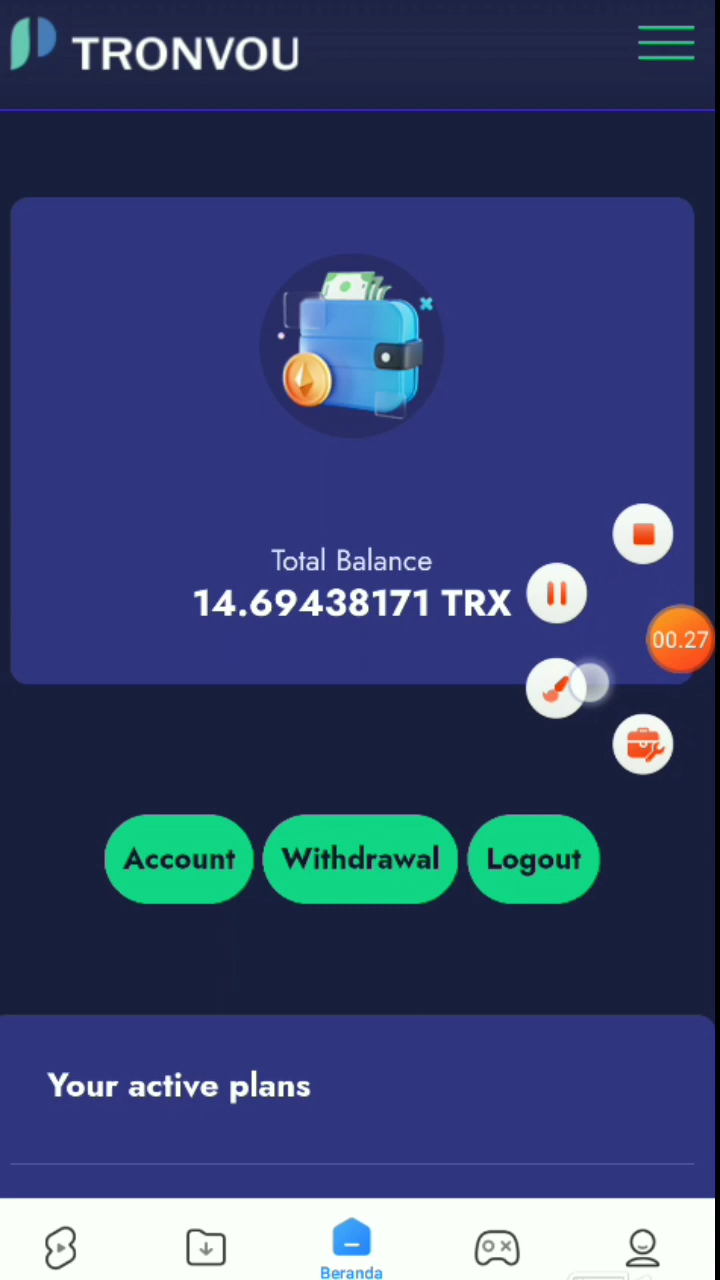 TRONVOU
Total Balance
14.69438171 TRX
00.27
Account
Withdrawal
Logout
Your active plans
Beranda